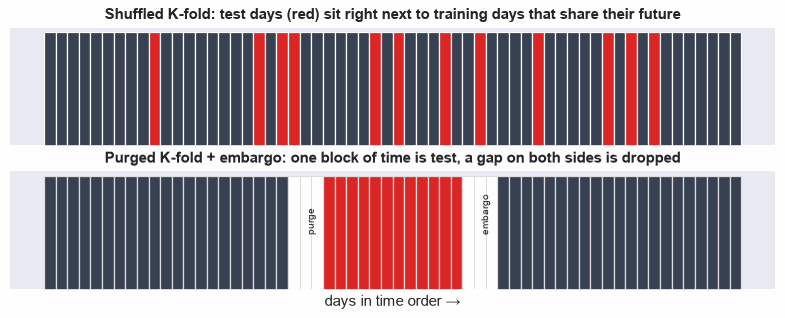 Shuffled K-fold: test days (red) sit right next to training days that share their future
Purged K-fold + embargo: one block of time is test, a gap on both sides is dropped
purge
embargo
days in time order →